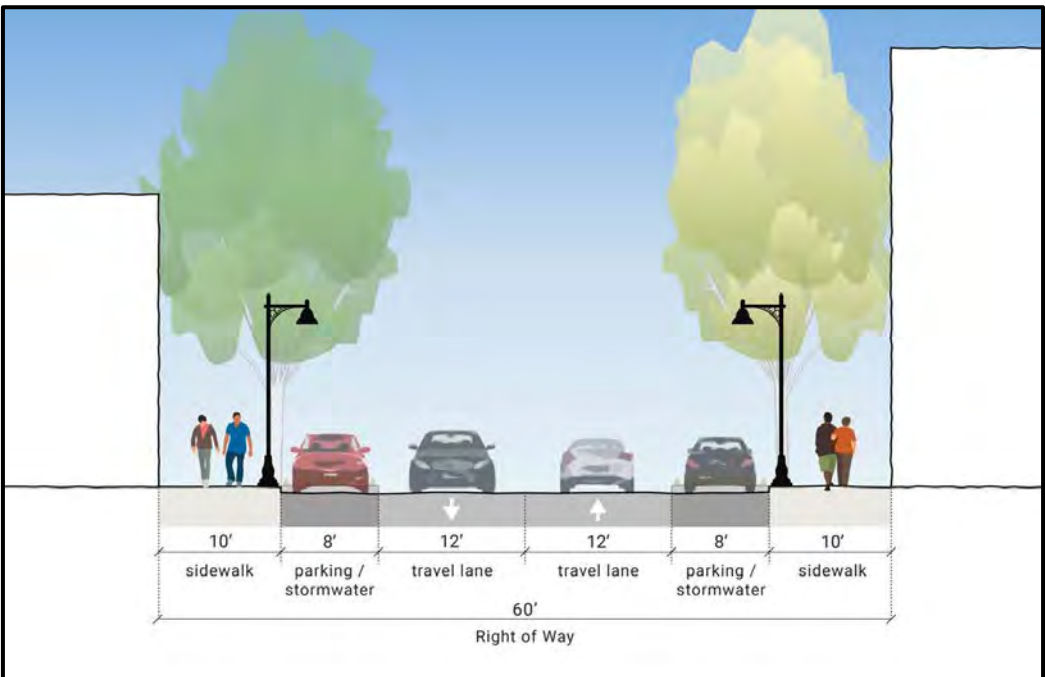 10' 8' 12' 12' 8' 10'
sidewalk parking / travel lane travel lane parking / sidewalk
stormwater stormwater
60'
Right of Way